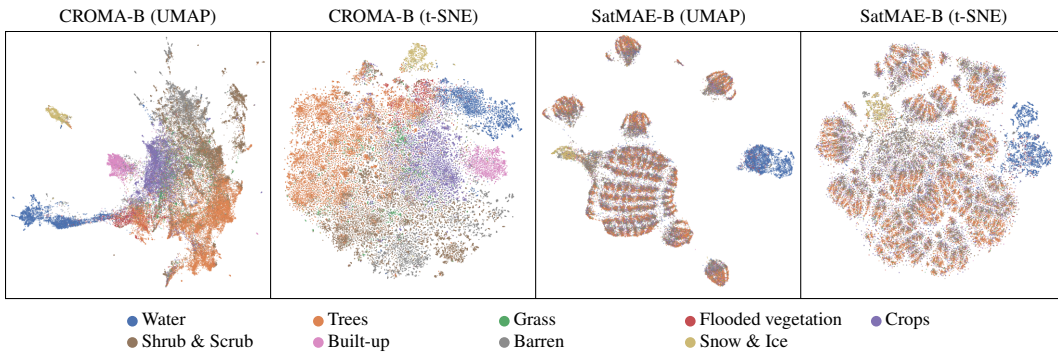 CROMA-B (UMAP) CROMA-B (t-SNE) SatMAE-B (UMAP) SatMAE-B (t-SNE)
Water Trees Grass Flooded vegetation Crops
Shrub & Scrub Built-up Barren Snow & Ice